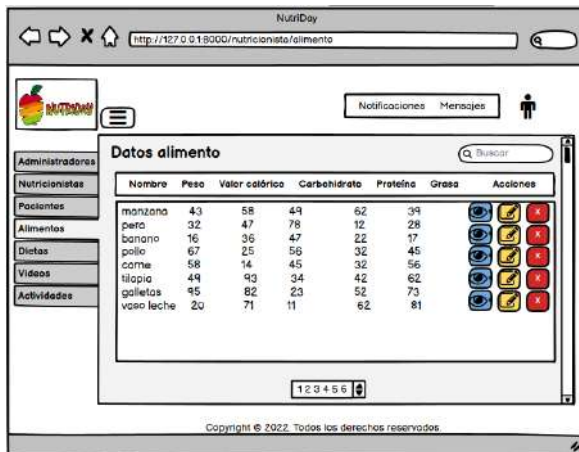 NutriDay
http://127.0.0.1:8000/nutricionista/alimento
NUTRIDAY
Notificaciones Mensajes
Administradores
Nutricionistas
Pacientes
Alimentos
Dietas
Videos
Actividades
Datos alimento
Buscar
Nombre Peso Valor calórico Carbohidrato Proteína Grasa Acciones
manzana 43 58 49 62 39
pera 32 47 78 12 28
banano 16 36 47 22 17
pollo 67 25 56 32 45
carne 58 14 45 32 56
tilapia 49 93 34 42 62
galletas 95 82 23 52 73
vaso leche 20 71 11 62 81
1 2 3 4 5 6
Copyright © 2022. Todos los derechos reservados.